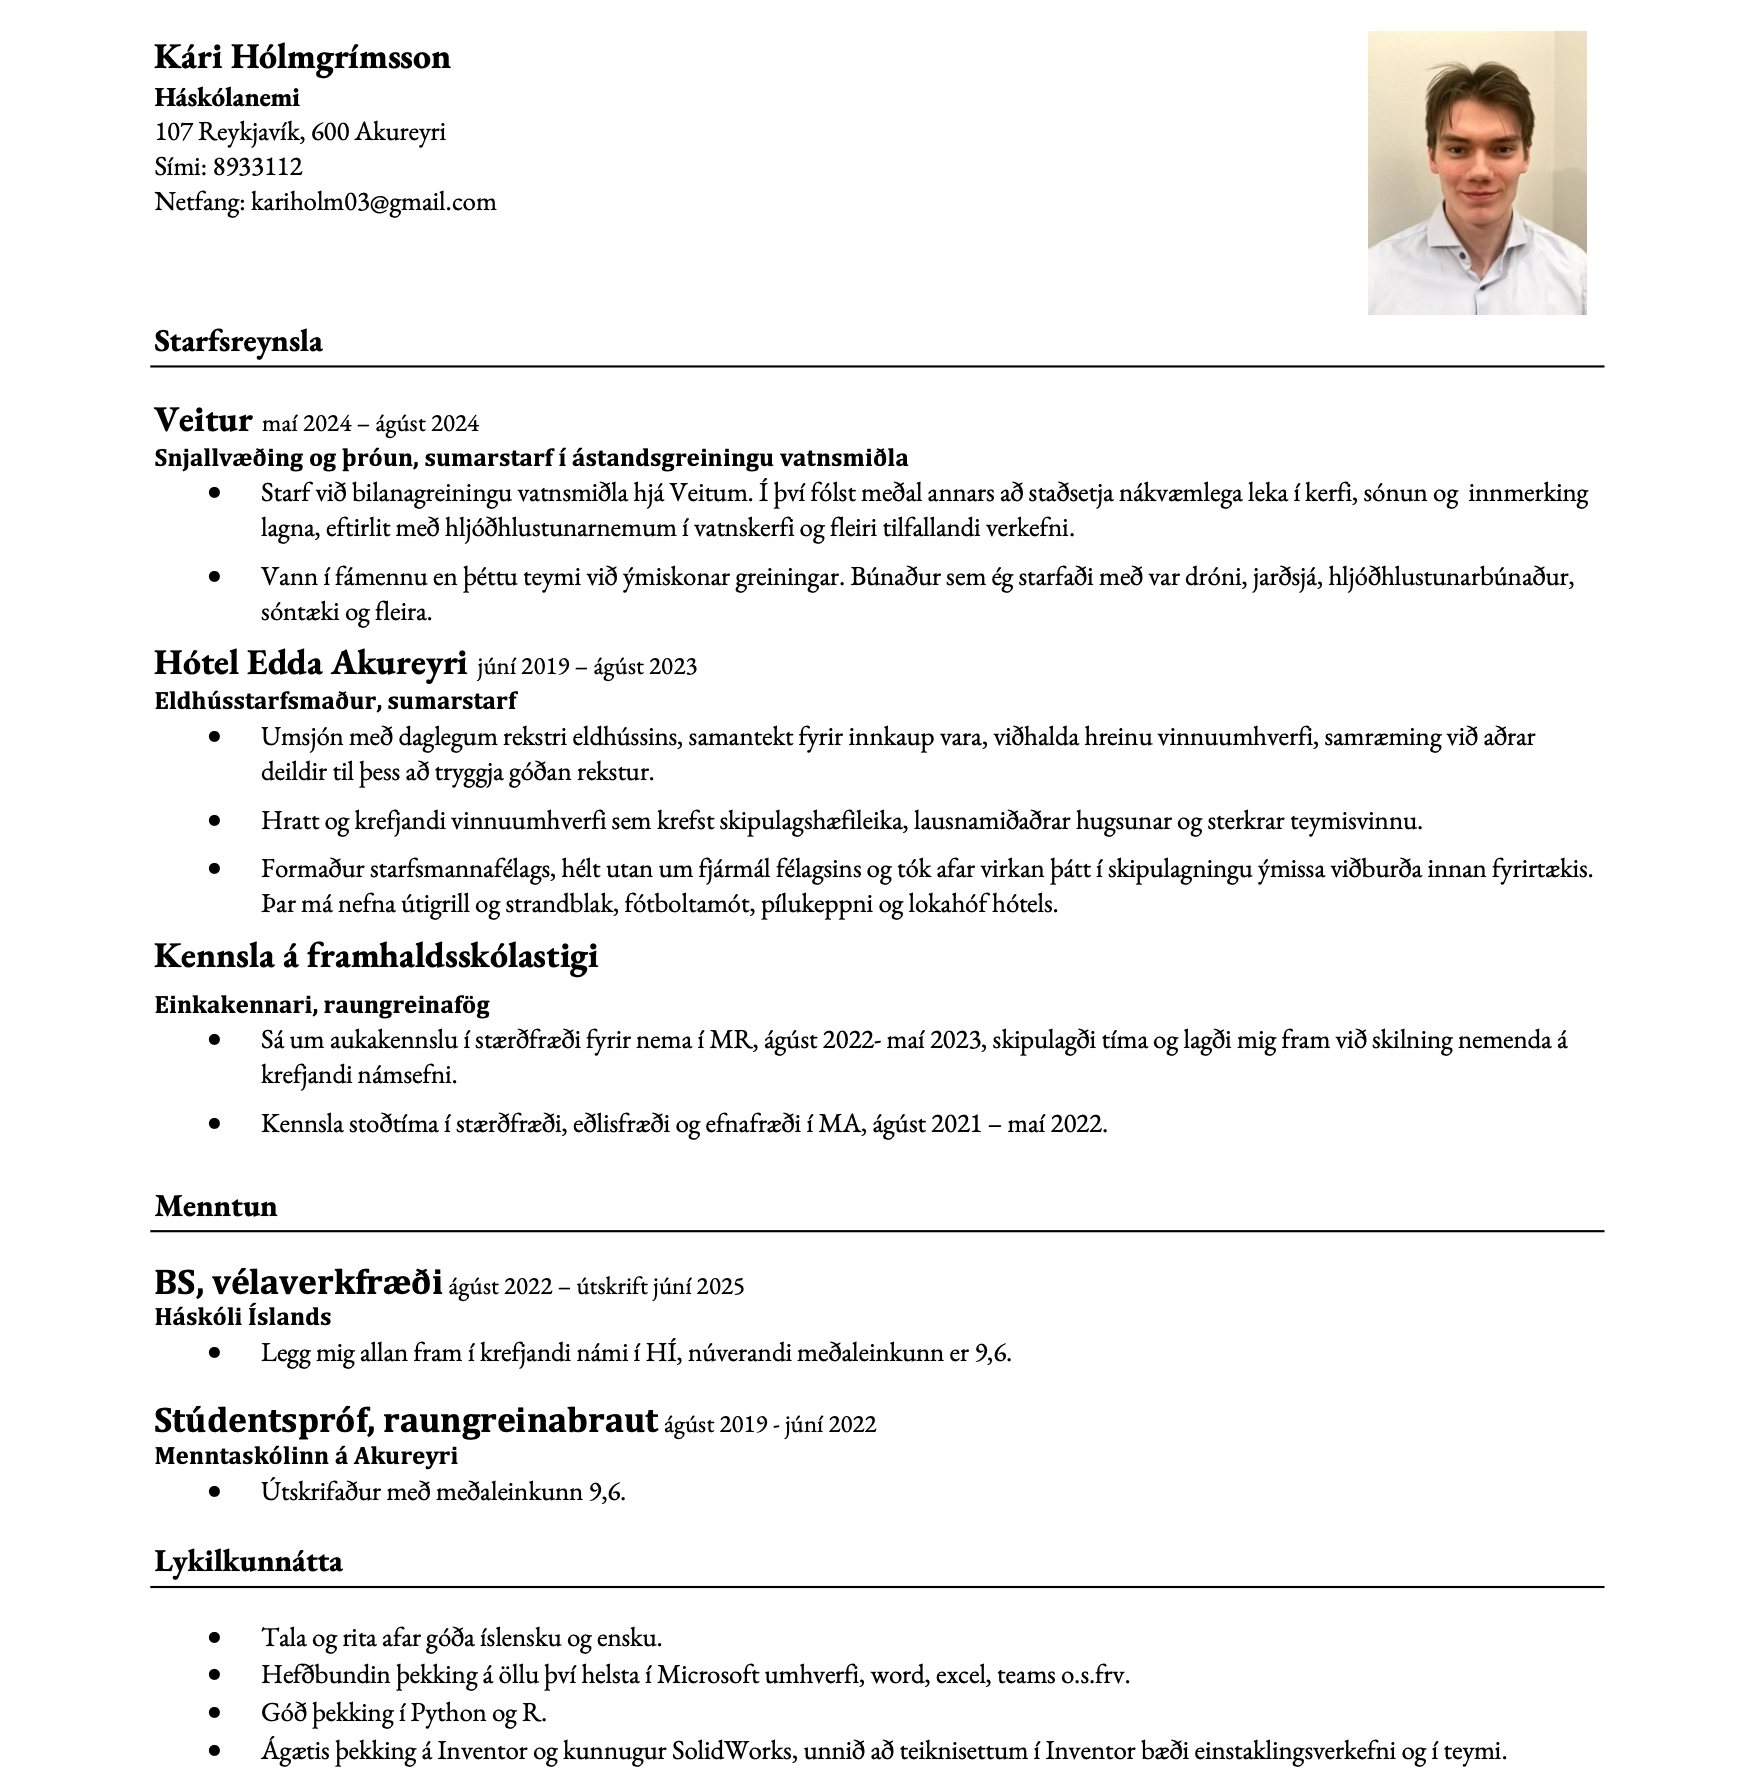 Kári Hólmgrímsson
Háskólanemi
107 Reykjavík, 600 Akureyri
Sími: 8933112
Netfang: kariholm03@gmail.com
Starfsreynsla
Veitur maí 2024 – ágúst 2024
Snjallvæðing og þróun, sumarstarf í ástandsgreiningu vatnsmiðla
• Starf við bilanagreiningu vatnsmiðla hjá Veitum. Í því fólst meðal annars að staðsetja nákvæmlega leka í kerfi, sónun og innmerking
lagna, eftirlit með hljóðhlustunarnemum í vatnskerfi og fleiri tilfallandi verkefni.
• Vann í fámennu en þéttu teymi við ýmiskonar greiningar. Búnaður sem ég starfaði með var dróni, jarðsjá, hljóðhlustunarbúnaður,
sóntæki og fleira.
Hótel Edda Akureyri júní 2019 – ágúst 2023
Eldhússtarfsmaður, sumarstarf
• Umsjón með daglegum rekstri eldhússins, samantekt fyrir innkaup vara, viðhalda hreinu vinnuumhverfi, samræming við aðrar
deildir til þess að tryggja góðan rekstur.
• Hratt og krefjandi vinnuumhverfi sem krefst skipulagshæfileika, lausnamiðaðrar hugsunar og sterkrar teymisvinnu.
• Formaður starfsmannafélags, hélt utan um fjármál félagsins og tók afar virkan þátt í skipulagningu ýmissa viðburða innan fyrirtækis.
Þar má nefna útigrill og strandblak, fótboltamót, pílukeppni og lokahóf hótels.
Kennsla á framhaldsskólastigi
Einkakennari, raungreinafög
• Sá um aukakennslu í stærðfræði fyrir nema í MR, ágúst 2022- maí 2023, skipulagði tíma og lagði mig fram við skilning nemenda á
krefjandi námsefni.
• Kennsla stoðtíma í stærðfræði, eðlisfræði og efnafræði í MA, ágúst 2021 – maí 2022.
Menntun
BS, vélaverkfræði ágúst 2022 – útskrift júní 2025
Háskóli Íslands
• Legg mig allan fram í krefjandi námi í HÍ, núverandi meðaleinkunn er 9,6.
Stúdentspróf, raungreinabraut ágúst 2019 - júní 2022
Menntaskólinn á Akureyri
• Útskrifaður með meðaleinkunn 9,6.
Lykilkunnátta
• Tala og rita afar góða íslensku og ensku.
• Hefðbundin þekking á öllu því helsta í Microsoft umhverfi, word, excel, teams o.s.frv.
• Góð þekking í Python og R.
• Ágætis þekking á Inventor og kunnugur SolidWorks, unnið að teiknisettum í Inventor bæði einstaklingsverkefni og í teymi.